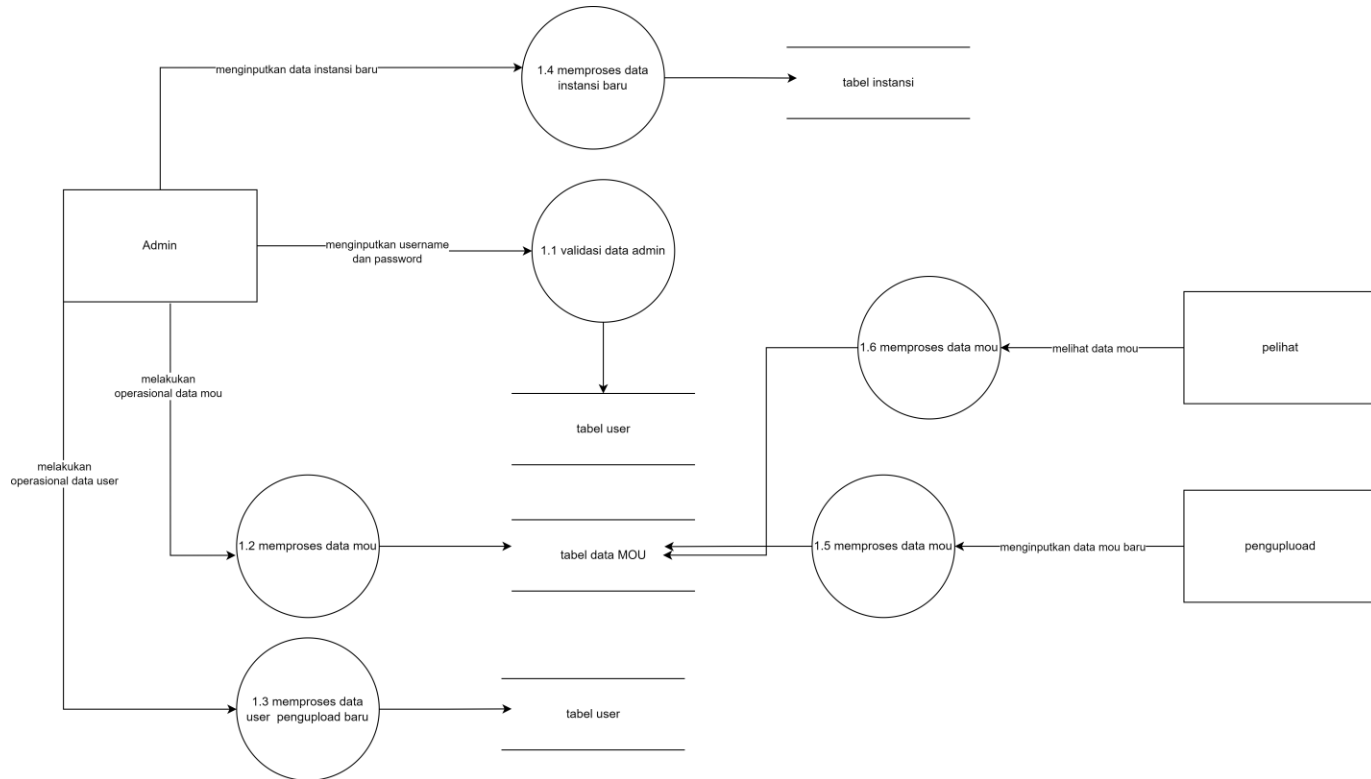 menginputkan data instansi baru
1.4 memproses data
instansi baru
tabel instansi
Admin
menginputkan username
dan password
1.1 validasi data admin
1.6 memproses data mou
melihat data mou
pelihat
melakukan
operasional data mou
tabel user
melakukan
operasional data user
1.2 memproses data mou
tabel data MOU
1.5 memproses data mou
menginputkan data mou baru
pengupluoad
1.3 memproses data
user pengupload baru
tabel user